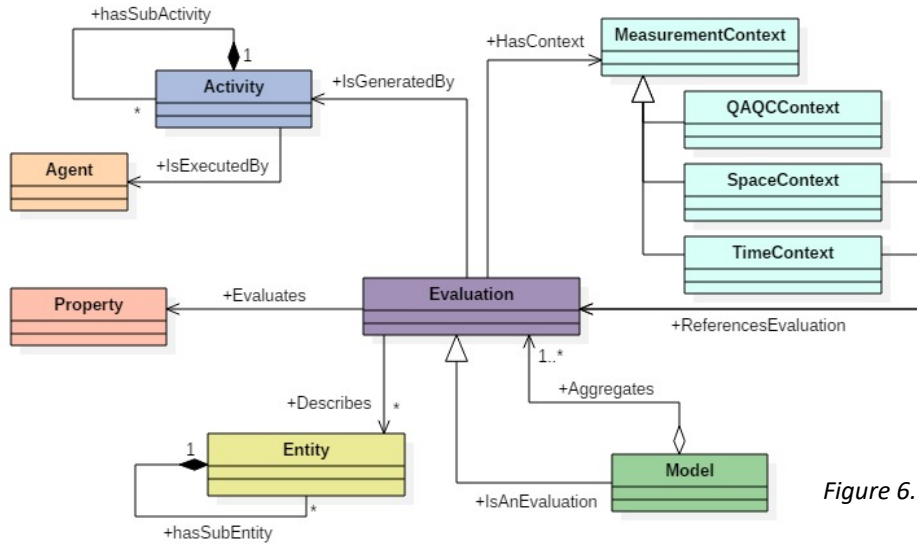 +hasSubActivity
1
+HasContext
MeasurementContext
Activity
+IsGeneratedBy
*
QAQCContext
Agent
+IsExecutedBy
SpaceContext
TimeContext
Property
+Evaluates
Evaluation
+ReferencesEvaluation
1..*
+Describes
*
+Aggregates
1
Entity
Model
*
+hasSubEntity
+IsAnEvaluation
Figure 6.